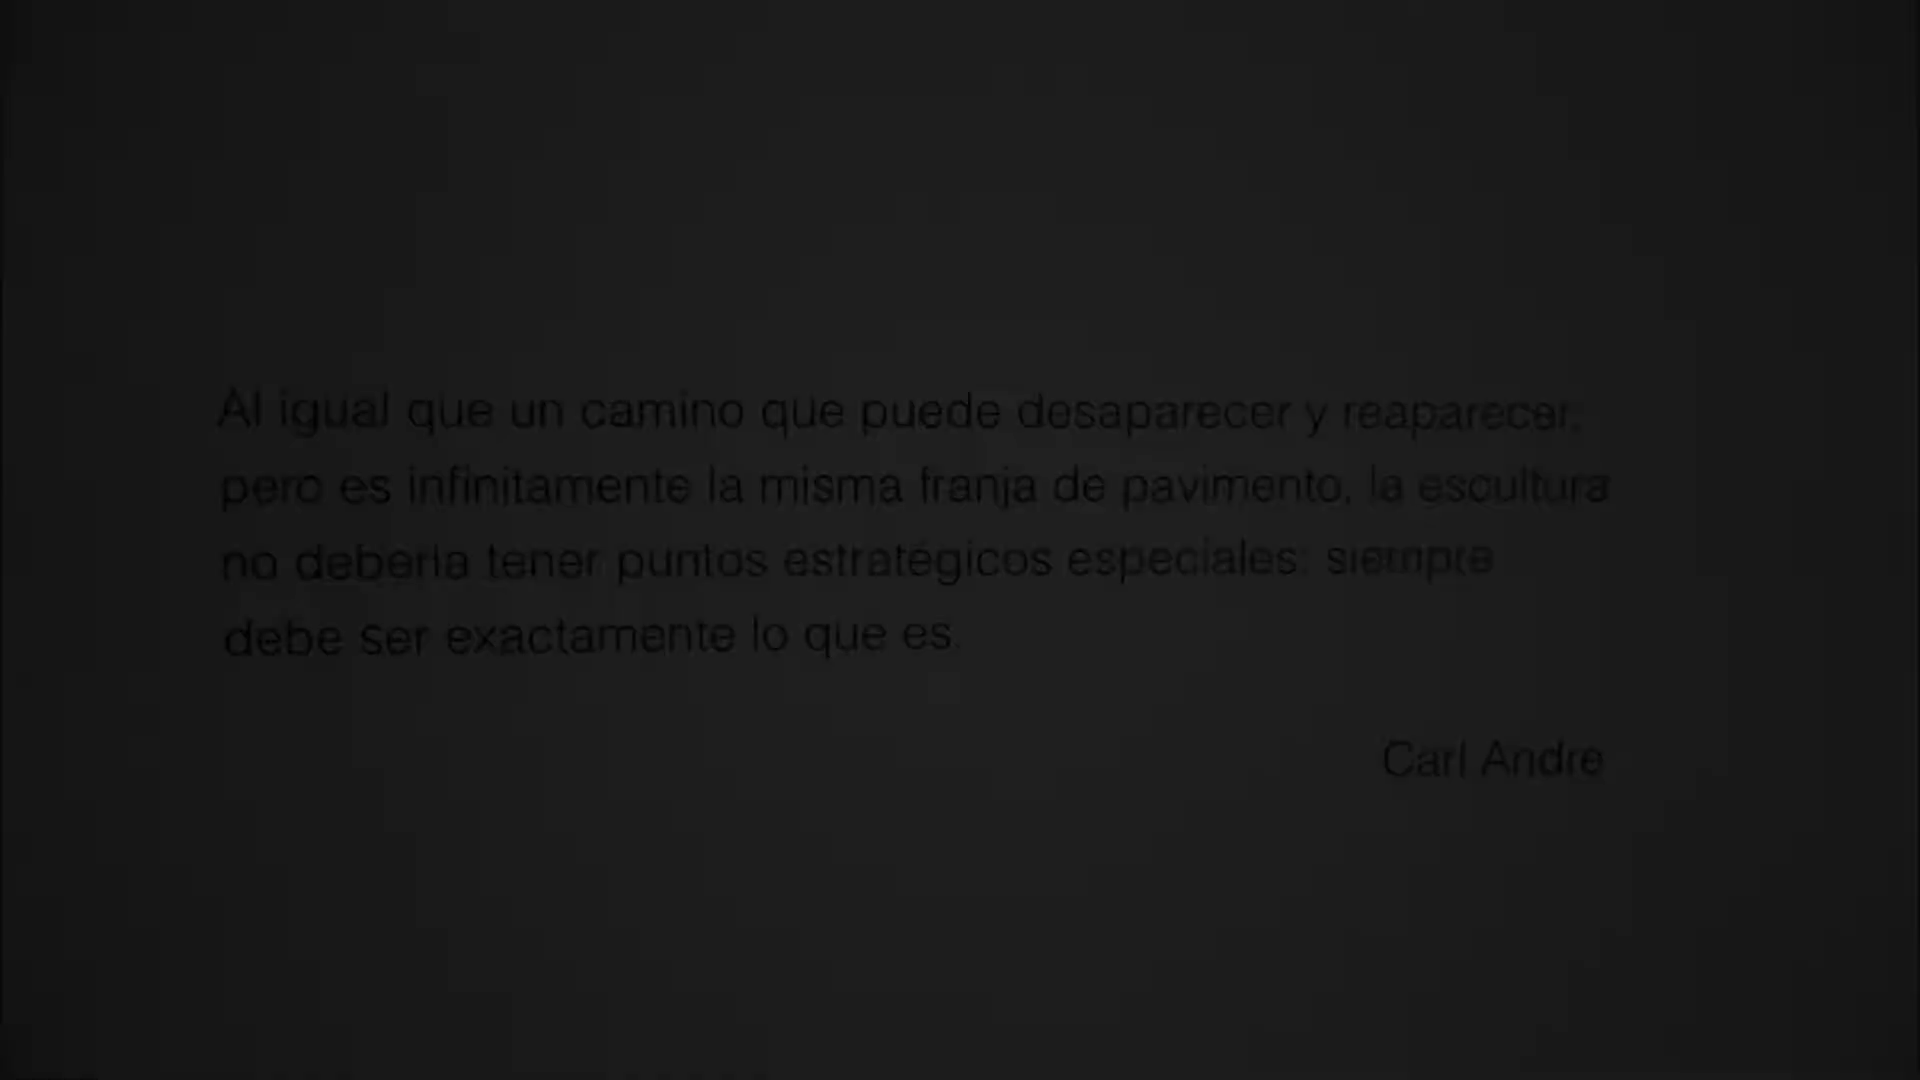 Al igual que un camino que puede desaparecer y reaparecer,
pero es infinitamente la misma franja de pavimento, la escultura
no debería tener puntos estratégicos especiales: siempre
debe ser exactamente lo que es.
Carl Andre